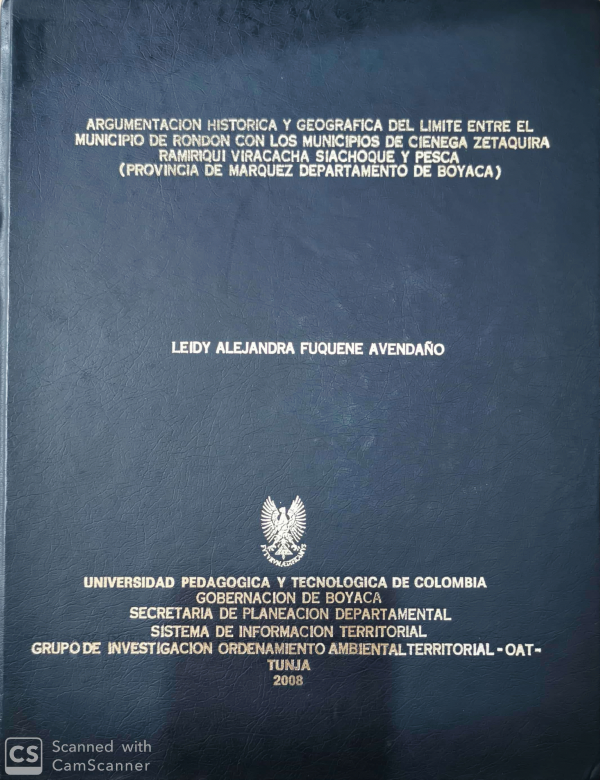 ARGUMENTACION HISTORICA Y GEOGRAFICA DEL LIMITE ENTRE EL
MUNICIPIO DE RONDON CON LOS MUNICIPIOS DE CIENEGA ZETAQUIRA
RAMIRIQUI VIRACACHA SIACHOQUE Y PESCA
(PROVINCIA DE MARQUEZ DEPARTAMENTO DE BOYACA)
LEIDY ALEJANDRA FUQUENE AVENDAÑO
UNIVERSIDAD PEDAGOGICA Y TECNOLOGICA DE COLOMBIA
GOBERNACION DE BOYACA
SECRETARIA DE PLANEACION DEPARTAMENTAL
SISTEMA DE INFORMACION TERRITORIAL
GRUPO DE INVESTIGACION ORDENAMIENTO AMBIENTAL TERRITORIAL - OAT -
TUNJA
2008
CS Scanned with
CamScanner